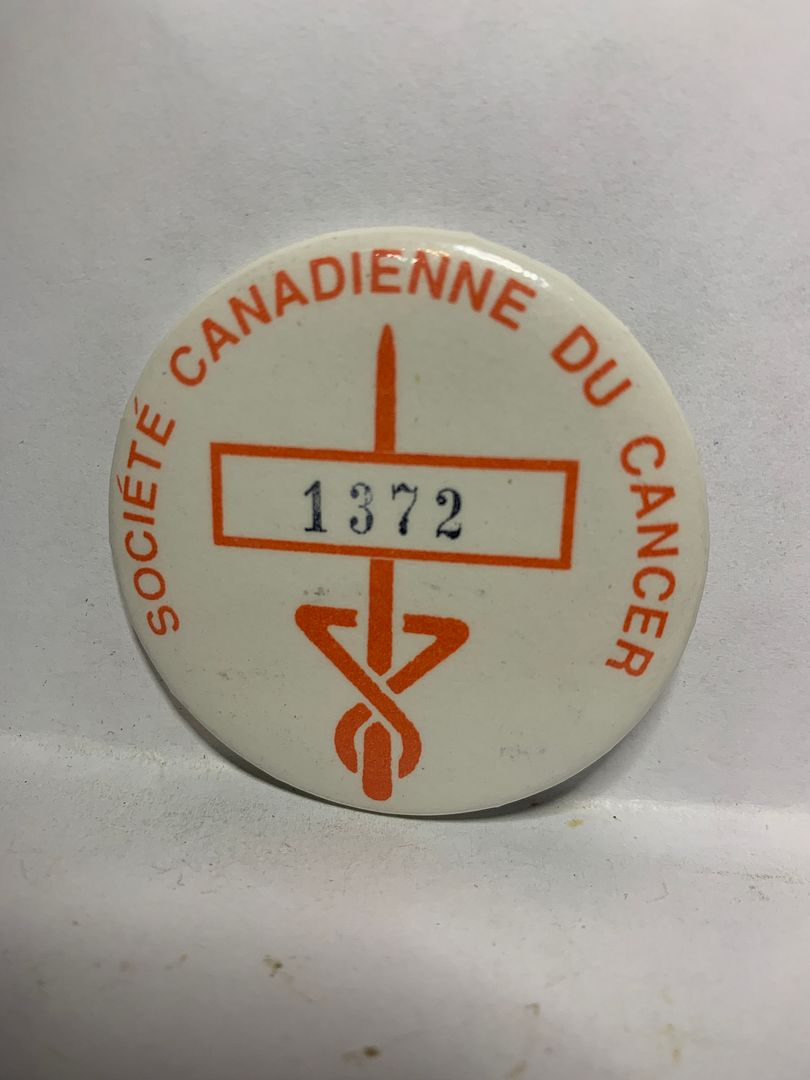 SOCIÉTÉ CANADIENNE DU CANCER
1372